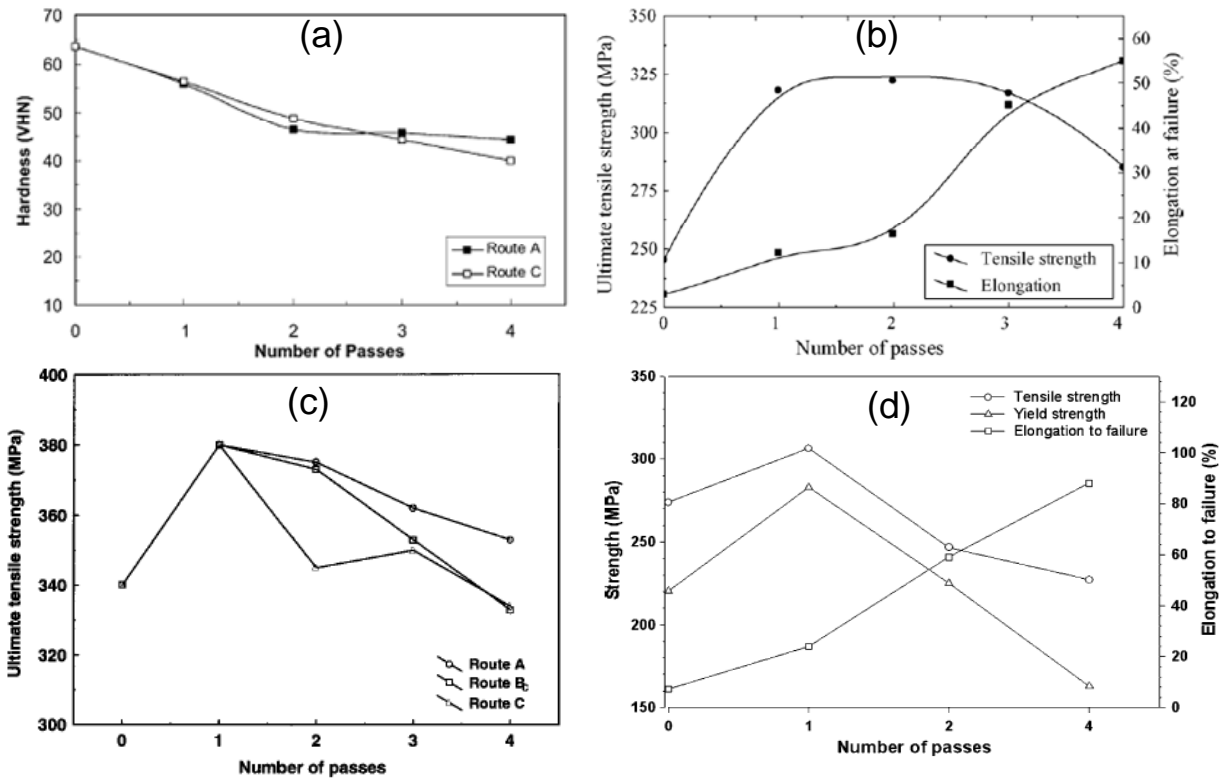 (a)
Hardness (VHN)
70
60
50
40
30
20
10
0
1
2
3
4
Number of Passes
Route A
Route C
(b)
Ultimate tensile strength (MPa)
350
325
300
275
250
225
0
1
2
3
4
Number of passes
Elongation at failure (%)
60
50
40
30
20
10
0
Tensile strength
Elongation
(c)
Ultimate tensile strength (MPa)
400
380
360
340
320
300
0
1
2
3
4
Number of passes
Route A
Route Bc
Route C
(d)
Strength (MPa)
350
300
250
200
150
0
1
2
3
4
Number of passes
Elongation to failure (%)
120
100
80
60
40
20
0
Tensile strength
Yield strength
Elongation to failure